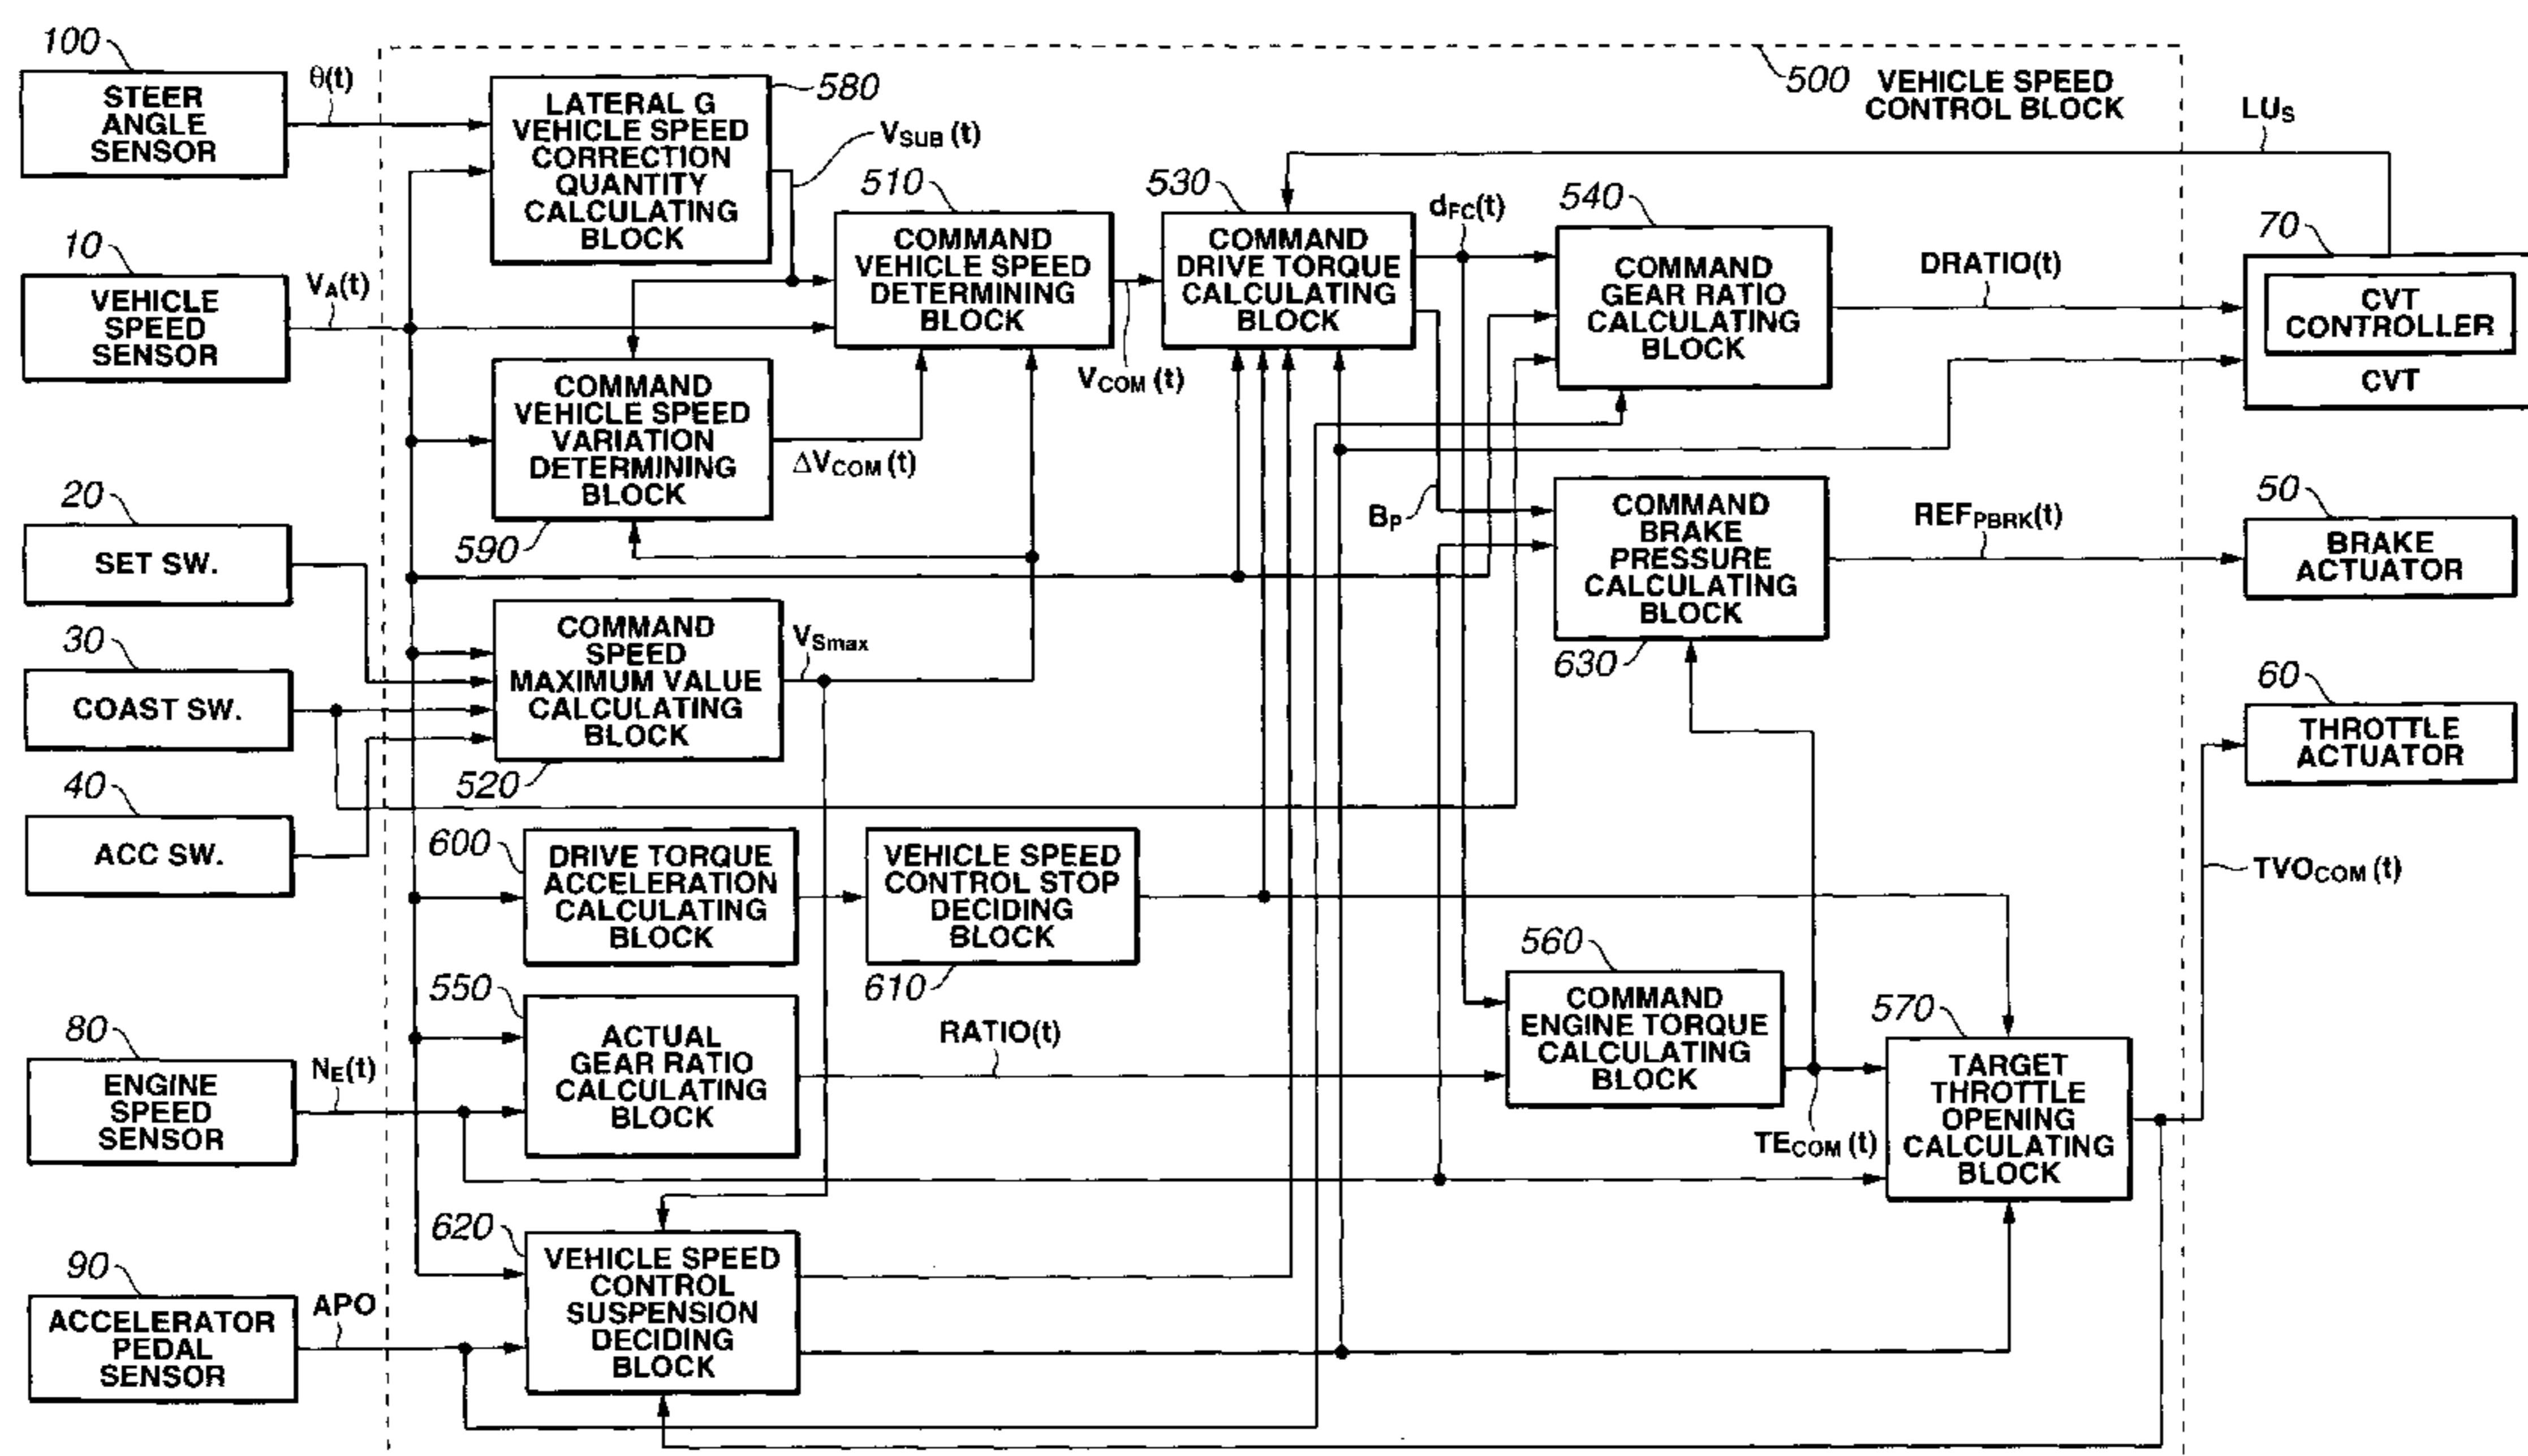 100
STEER
ANGLE
SENSOR
θ(t)
580
LATERAL G
VEHICLE SPEED
CORRECTION
QUANTITY
CALCULATING
BLOCK
VSUB (t)
500
VEHICLE SPEED
CONTROL BLOCK
LUS
10
VEHICLE
SPEED
SENSOR
VA(t)
510
COMMAND
VEHICLE SPEED
DETERMINING
BLOCK
VCOM (t)
530
COMMAND
DRIVE TORQUE
CALCULATING
BLOCK
dFC(t)
540
COMMAND
GEAR RATIO
CALCULATING
BLOCK
DRATIO(t)
70
CVT
CONTROLLER
CVT
COMMAND
VEHICLE SPEED
VARIATION
DETERMINING
BLOCK
590
ΔVCOM (t)
20
SET SW.
BP
COMMAND
BRAKE
PRESSURE
CALCULATING
BLOCK
630
REFPBRK(t)
50
BRAKE
ACTUATOR
30
COAST SW.
COMMAND
SPEED
MAXIMUM VALUE
CALCULATING
BLOCK
520
VSmax
60
THROTTLE
ACTUATOR
40
ACC SW.
600
DRIVE TORQUE
ACCELERATION
CALCULATING
BLOCK
VEHICLE SPEED
CONTROL STOP
DECIDING
BLOCK
610
TVOCOM (t)
550
ACTUAL
GEAR RATIO
CALCULATING
BLOCK
RATIO(t)
560
COMMAND
ENGINE TORQUE
CALCULATING
BLOCK
TECOM (t)
570
TARGET
THROTTLE
OPENING
CALCULATING
BLOCK
80
ENGINE
SPEED
SENSOR
NE(t)
620
VEHICLE SPEED
CONTROL
SUSPENSION
DECIDING
BLOCK
90
ACCELERATOR
PEDAL
SENSOR
APO